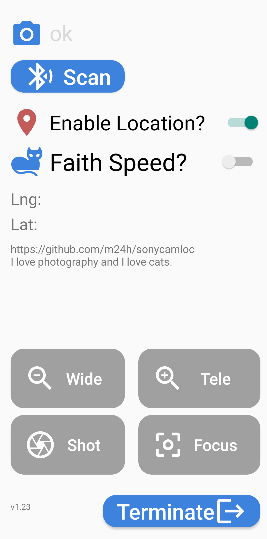 ok
Scan
Enable Location?
Faith Speed?
Lng:
Lat:
https://github.com/m24h/sonycamloc
I love photography and I love cats.
Wide
Tele
Shot
Focus
v1.23
Terminate